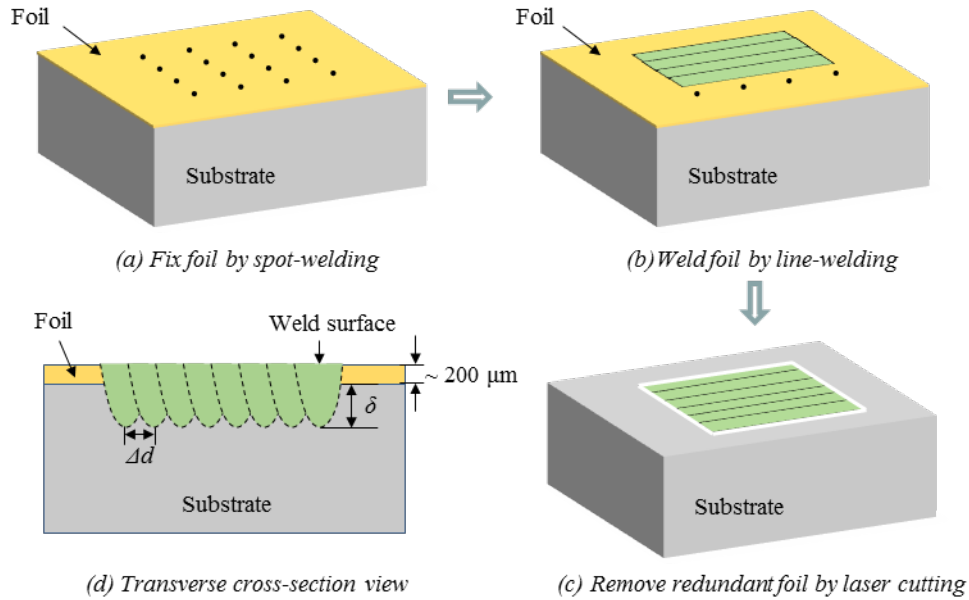 Foil
Substrate
(a) Fix foil by spot-welding
Foil
Substrate
(b) Weld foil by line-welding
Foil
Weld surface
~ 200 μm
δ
Δd
Substrate
(d) Transverse cross-section view
Substrate
(c) Remove redundant foil by laser cutting